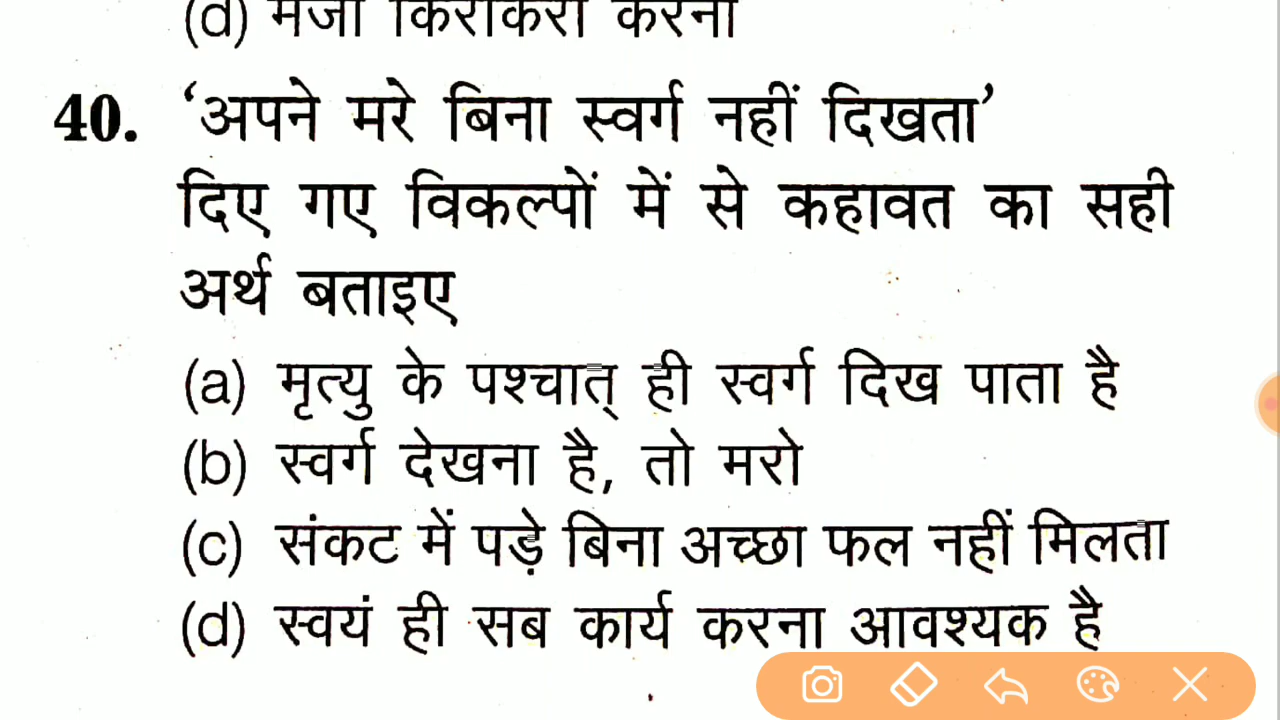 (d) मजा किरकिरा करना
40. ‘अपने मरे बिना स्वर्ग नहीं दिखता’
दिए गए विकल्पों में से कहावत का सही
अर्थ बताइए
(a) मृत्यु के पश्चात् ही स्वर्ग दिख पाता है
(b) स्वर्ग देखना है, तो मरो
(c) संकट में पड़े बिना अच्छा फल नहीं मिलता
(d) स्वयं ही सब कार्य करना आवश्यक है